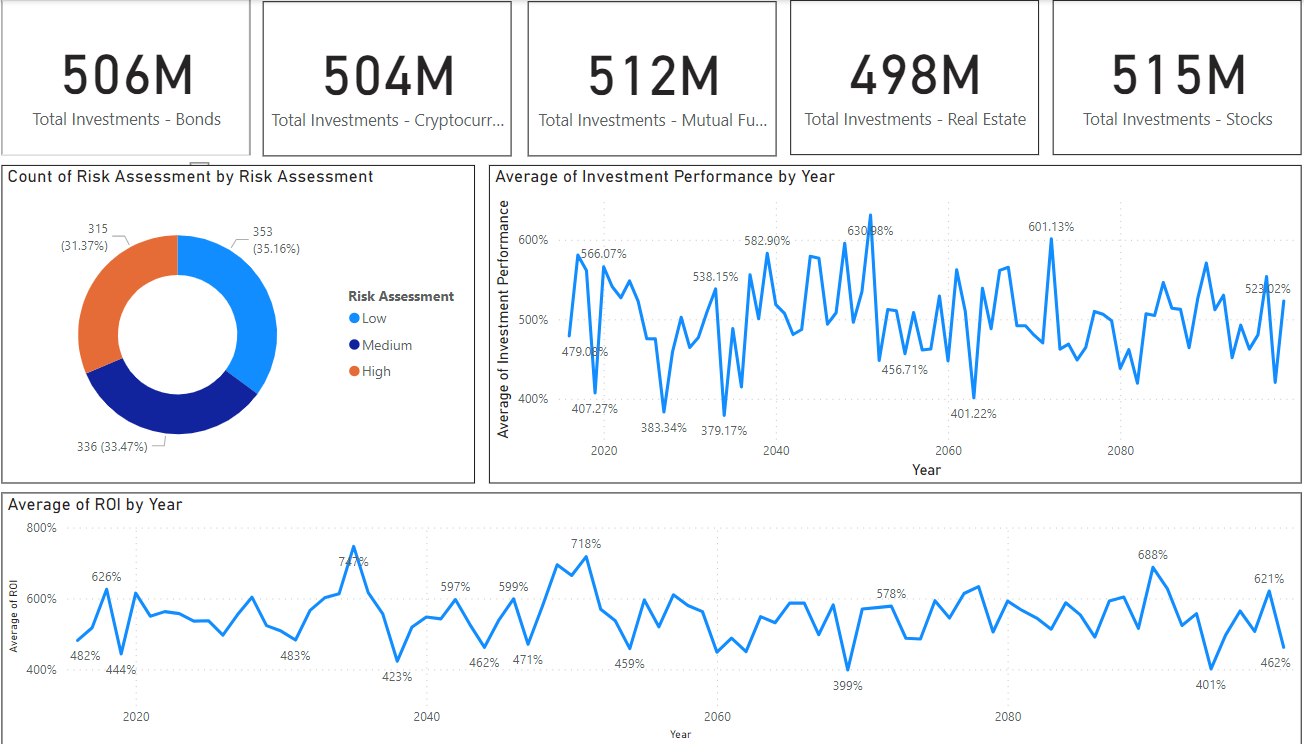 506M
Total Investments - Bonds
504M
Total Investments - Cryptocurr...
512M
Total Investments - Mutual Fu...
498M
Total Investments - Real Estate
515M
Total Investments - Stocks
Count of Risk Assessment by Risk Assessment
315
(31.37%)
353
(35.16%)
336 (33.47%)
Risk Assessment
Low
Medium
High
Average of Investment Performance by Year
Average of Investment Performance
600%
500%
400%
479.08%
566.07%
407.27%
383.34%
538.15%
379.17%
582.90%
630.98%
456.71%
401.22%
601.13%
523.02%
2020
2040
2060
2080
Year
Average of ROI by Year
Average of ROI
800%
600%
400%
482%
626%
444%
483%
747%
423%
597%
462%
599%
471%
718%
459%
399%
578%
688%
401%
621%
462%
2020
2040
2060
2080
Year